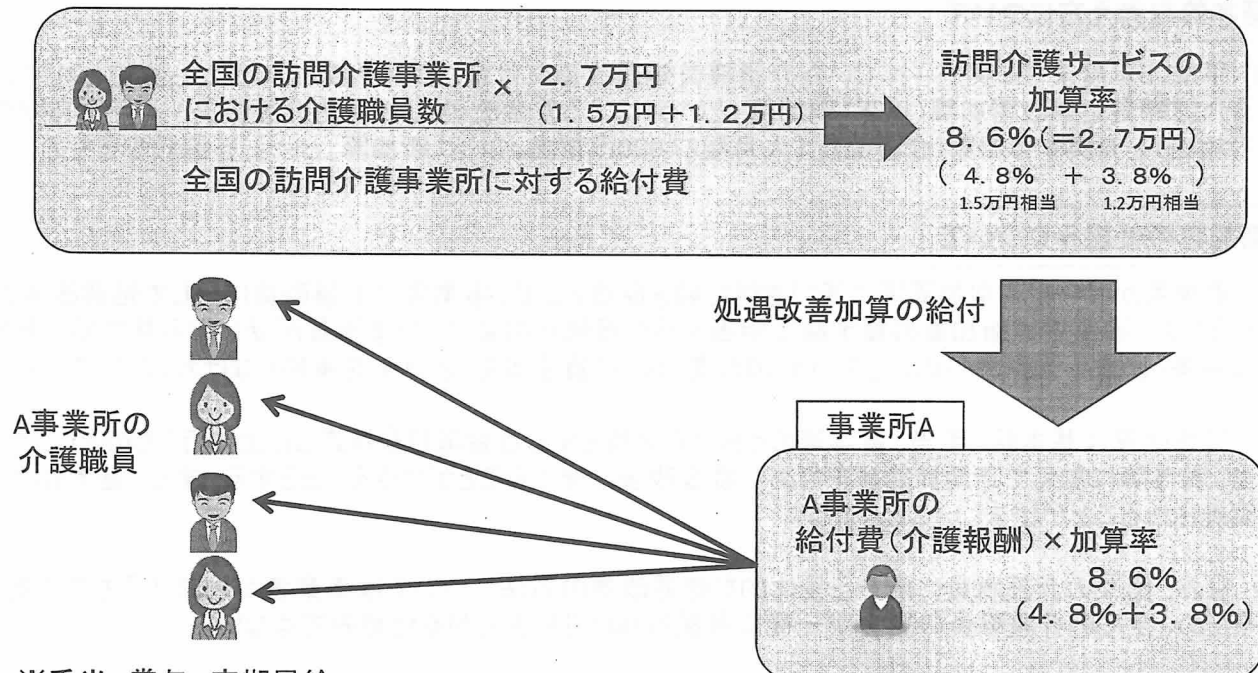 全国の訪問介護事業所 × 2.7万円
における介護職員数 (1.5万円+1.2万円)
全国の訪問介護事業所に対する給付費
訪問介護サービスの
加算率
8.6%(=2.7万円)
( 4.8% + 3.8% )
1.5万円相当 1.2万円相当
処遇改善加算の給付
A事業所の
介護職員
事業所A
A事業所の
給付費(介護報酬)×加算率
8.6%
(4.8%+3.8%)